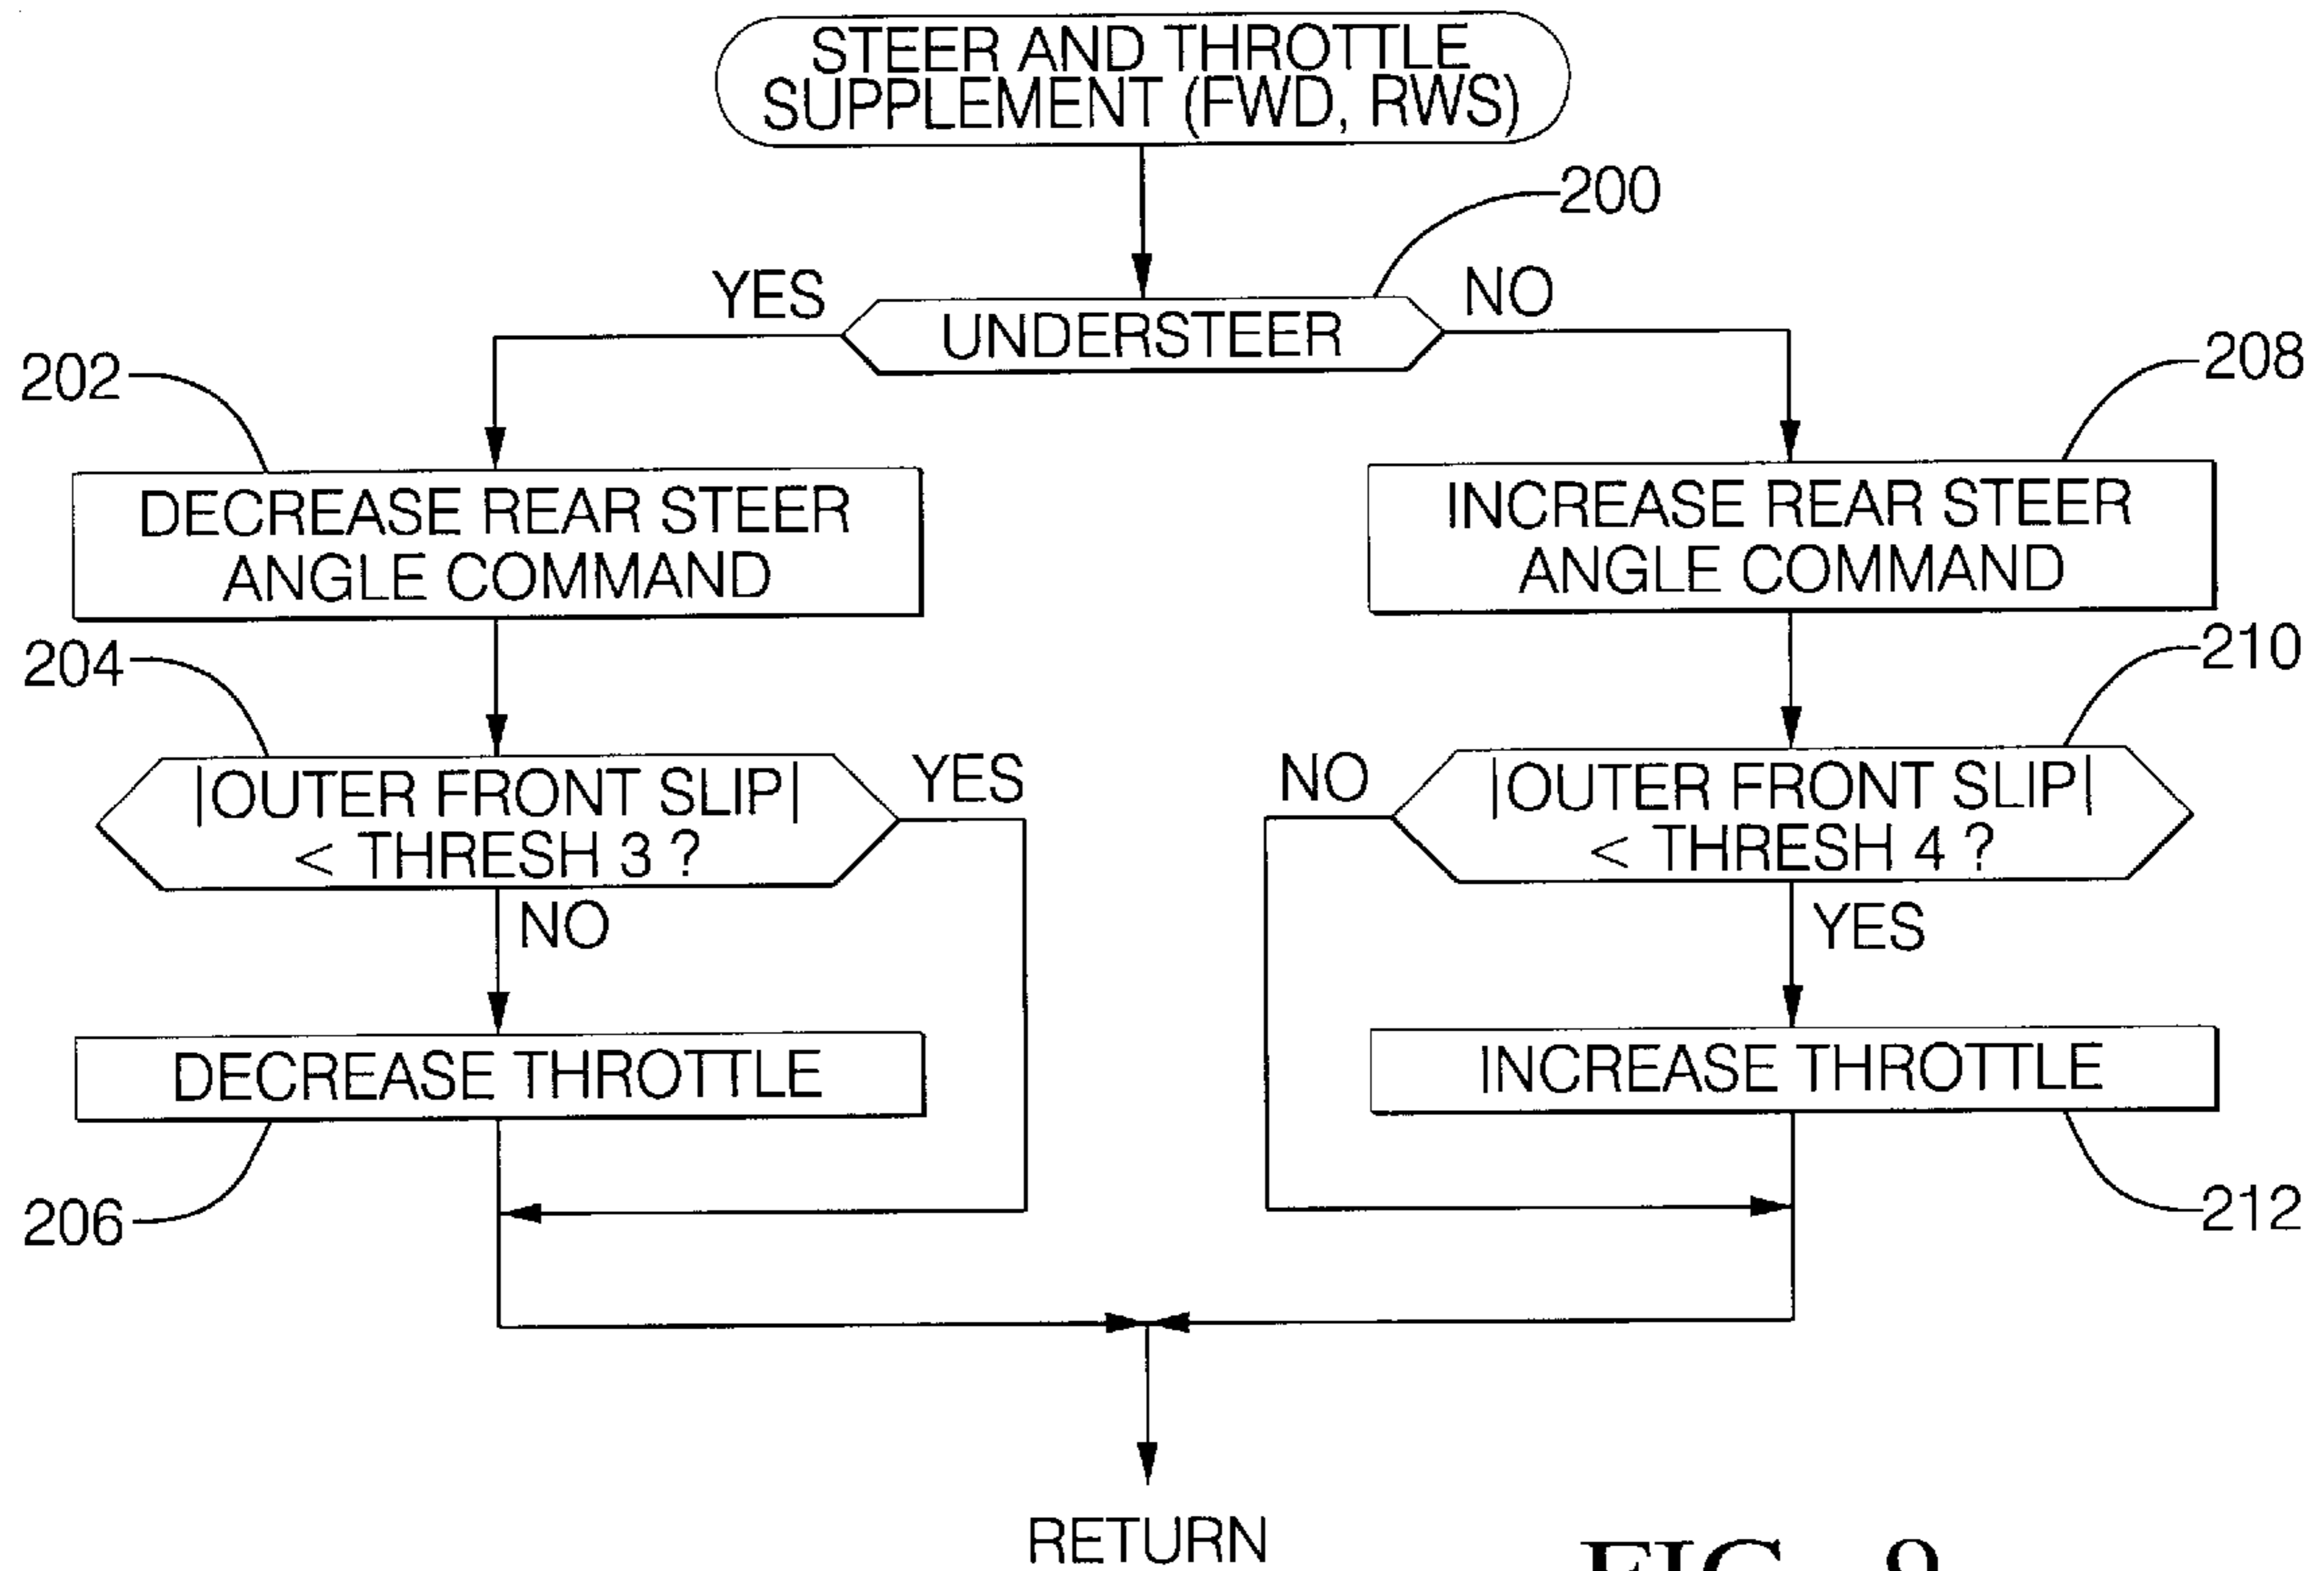 STEER AND THROTTLE
SUPPLEMENT (FWD, RWS)
200
YES
UNDERSTEER
NO
202
208
DECREASE REAR STEER
ANGLE COMMAND
INCREASE REAR STEER
ANGLE COMMAND
204
210
|OUTER FRONT SLIP|
< THRESH 3 ?
YES
NO
|OUTER FRONT SLIP|
< THRESH 4 ?
NO
YES
DECREASE THROTTLE
INCREASE THROTTLE
206
212
RETURN